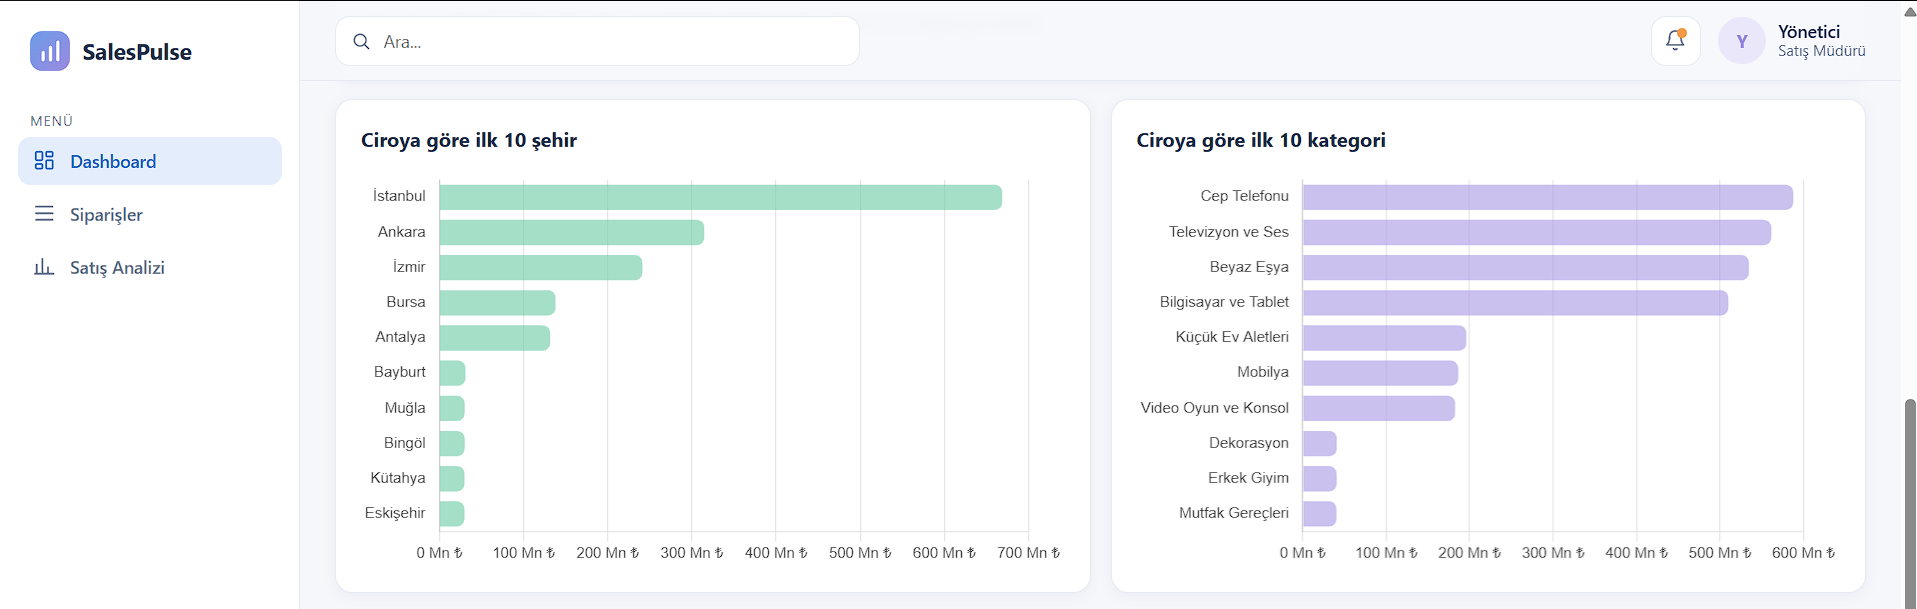 SalesPulse
MENÜ
Dashboard
Siparişler
Satış Analizi
Ara...
Y
Yönetici
Satış Müdürü
Ciroya göre ilk 10 şehir
İstanbul
Ankara
İzmir
Bursa
Antalya
Bayburt
Muğla
Bingöl
Kütahya
Eskişehir
0 Mn ₺ 100 Mn ₺ 200 Mn ₺ 300 Mn ₺ 400 Mn ₺ 500 Mn ₺ 600 Mn ₺ 700 Mn ₺
Ciroya göre ilk 10 kategori
Cep Telefonu
Televizyon ve Ses
Beyaz Eşya
Bilgisayar ve Tablet
Küçük Ev Aletleri
Mobilya
Video Oyun ve Konsol
Dekorasyon
Erkek Giyim
Mutfak Gereçleri
0 Mn ₺ 100 Mn ₺ 200 Mn ₺ 300 Mn ₺ 400 Mn ₺ 500 Mn ₺ 600 Mn ₺